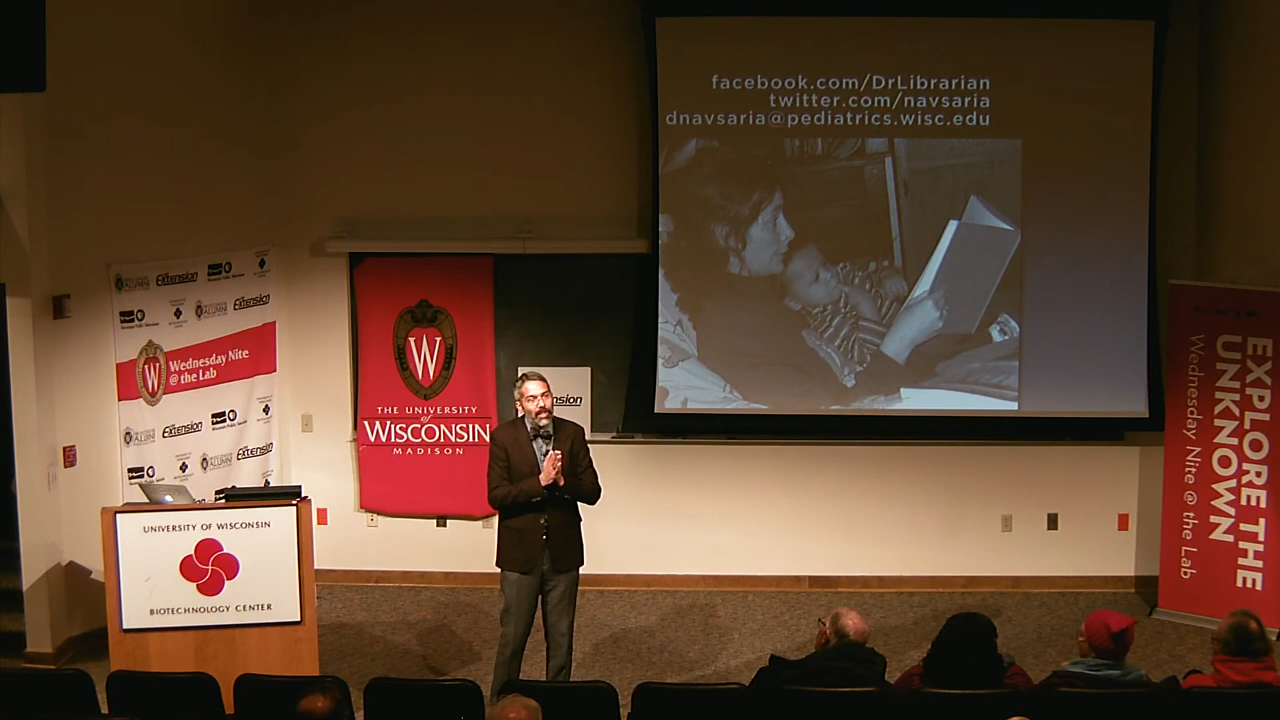 facebook.com/DrLibrarian
twitter.com/navsaria
dnavsaria@pediatrics.wisc.edu
Extension
Extension
W
Wednesday Nite
@ the Lab
Extension
Extension
W
THE UNIVERSITY
of
WISCONSIN
MADISON
nsion
UNIVERSITY OF WISCONSIN
BIOTECHNOLOGY CENTER
EXPLORE THE
UNKNOWN
Wednesday Nite @ the Lab